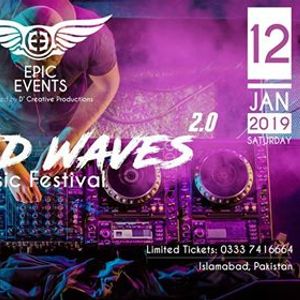 EPIC
EVENTS
by D' Creative Productions
12
JAN
2019
SATURDAY
D WAVES
2.0
sic Festival
Limited Tickets: 0333 7416664
Islamabad, Pakistan